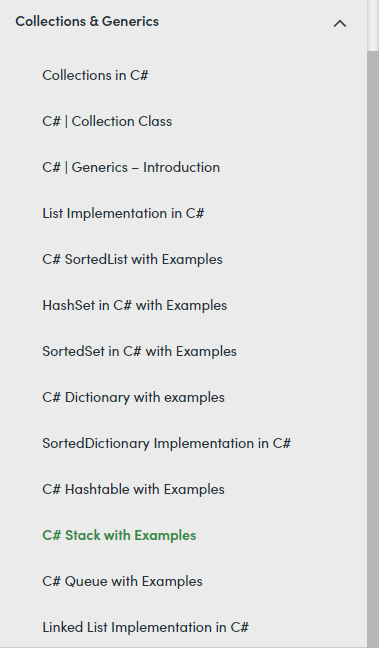 Collections & Generics
Collections in C#
C# | Collection Class
C# | Generics – Introduction
List Implementation in C#
C# SortedList with Examples
HashSet in C# with Examples
SortedSet in C# with Examples
C# Dictionary with examples
SortedDictionary Implementation in C#
C# Hashtable with Examples
C# Stack with Examples
C# Queue with Examples
Linked List Implementation in C#